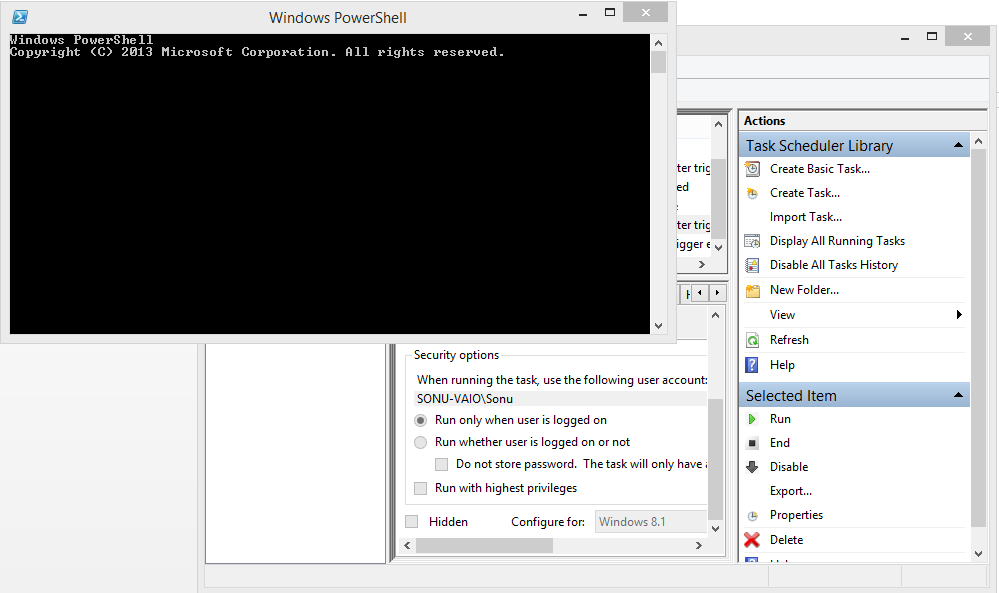 Windows PowerShell
Windows PowerShell
Copyright (C) 2013 Microsoft Corporation. All rights reserved.
ter trig
ed
ter trig
igger e
Security options
When running the task, use the following user account:
SONU-VAIO\Sonu
Run only when user is logged on
Run whether user is logged on or not
Do not store password. The task will only have a
Run with highest privileges
Hidden
Configure for:
Windows 8.1
Actions
Task Scheduler Library
Create Basic Task...
Create Task...
Import Task...
Display All Running Tasks
Disable All Tasks History
New Folder...
View
Refresh
Help
Selected Item
Run
End
Disable
Export...
Properties
Delete